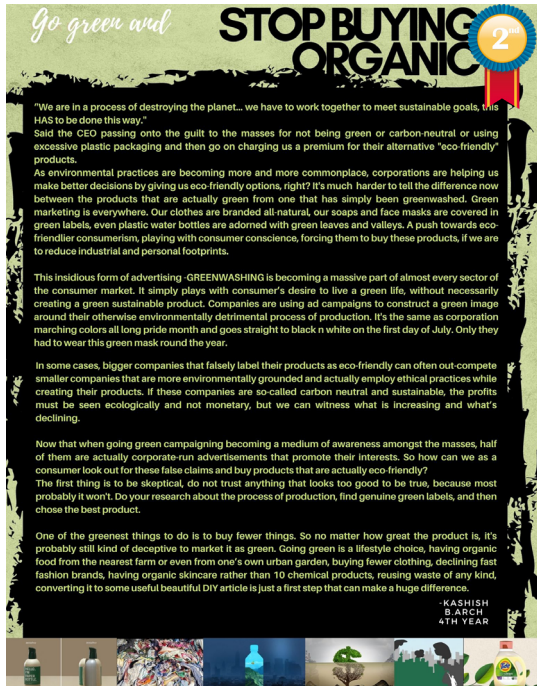 Go green and
STOP BUYING
ORGANIC
2nd
"We are in a process of destroying the planet... we have to work together to meet sustainable goals, this
HAS to be done this way."
Said the CEO passing onto the guilt to the masses for not being green or carbon-neutral or using
excessive plastic packaging and then go on charging us a premium for their alternative "eco-friendly"
products.
As environmental practices are becoming more and more commonplace, corporations are helping us
make better decisions by giving us eco-friendly options, right? It's much harder to tell the difference now
between the products that are actually green from one that has simply been greenwashed. Green
marketing is everywhere. Our clothes are branded all-natural, our soaps and face masks are covered in
green labels, even plastic water bottles are adorned with green leaves and valleys. A push towards eco-
friendlier consumerism, playing with consumer conscience, forcing them to buy these products, if we are
to reduce industrial and personal footprints.
This insidious form of advertising -GREENWASHING is becoming a massive part of almost every sector of
the consumer market. It simply plays with consumer's desire to live a green life, without necessarily
creating a green sustainable product. Companies are using ad campaigns to construct a green image
around their otherwise environmentally detrimental process of production. It's the same as corporation
marching colors all long pride month and goes straight to black n white on the first day of July. Only they
had to wear this green mask round the year.
In some cases, bigger companies that falsely label their products as eco-friendly can often out-compete
smaller companies that are more environmentally grounded and actually employ ethical practices while
creating their products. If these companies are so-called carbon neutral and sustainable, the profits
must be seen ecologically and not monetary, but we can witness what is increasing and what's
declining.
Now that when going green campaigning becoming a medium of awareness amongst the masses, half
of them are actually corporate-run advertisements that promote their interests. So how can we as a
consumer look out for these false claims and buy products that are actually eco-friendly?
The first thing is to be skeptical, do not trust anything that looks too good to be true, because most
probably it won't. Do your research about the process of production, find genuine green labels, and then
chose the best product.
One of the greenest things to do is to buy fewer things. So no matter how great the product is, it's
probably still kind of deceptive to market it as green. Going green is a lifestyle choice, having organic
food from the nearest farm or even from one's own urban garden, buying fewer clothing, declining fast
fashion brands, having organic skincare rather than 10 chemical products, reusing waste of any kind,
converting it to some useful beautiful DIY article is just a first step that can make a huge difference.
-KASHISH
B.ARCH
4TH YEAR
Tide